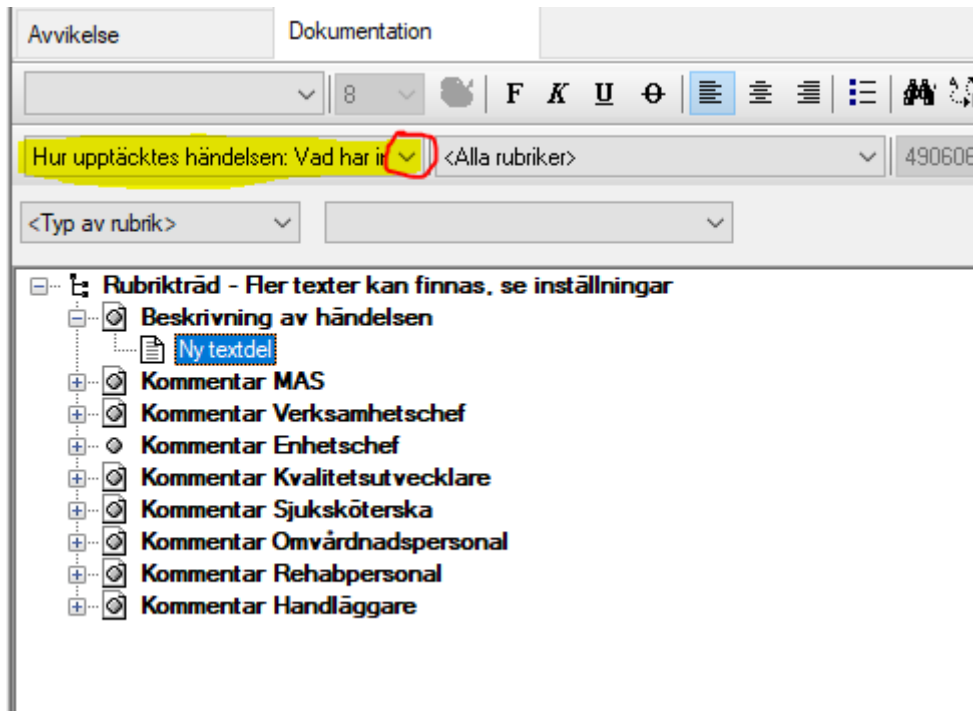 Avvikelse Dokumentation
8 F K U O
Hur upptäcktes händelsen: Vad har <Alla rubriker> 490606
<Typ av rubrik>
Rubrikträd - Fler texter kan finnas, se inställningar
Beskrivning av händelsen
Ny textdel
Kommentar MAS
Kommentar Verksamhetschef
Kommentar Enhetschef
Kommentar Kvalitetsutvecklare
Kommentar Sjuksköterska
Kommentar Omvårdnadspersonal
Kommentar Rehabpersonal
Kommentar Handläggare